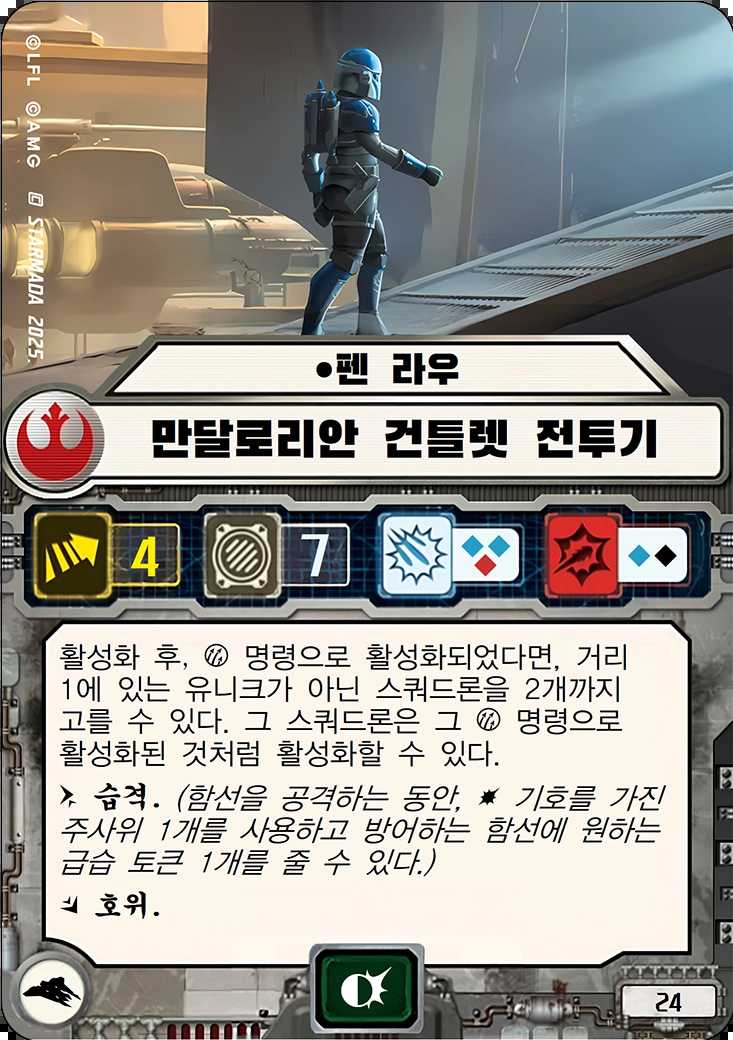 ©LFL ©AMG STARMADA 2025.
•펜 라우
만달로리안 건틀렛 전투기
4 7
활성화 후, 명령으로 활성화되었다면, 거리
1에 있는 유니크가 아닌 스쿼드론을 2개까지
고를 수 있다. 그 스쿼드론은 그 명령으로
활성화된 것처럼 활성화할 수 있다.
습격. (함선을 공격하는 동안, 기호를 가진
주사위 1개를 사용하고 방어하는 함선에 원하는
급습 토큰 1개를 줄 수 있다.)
호위.
24